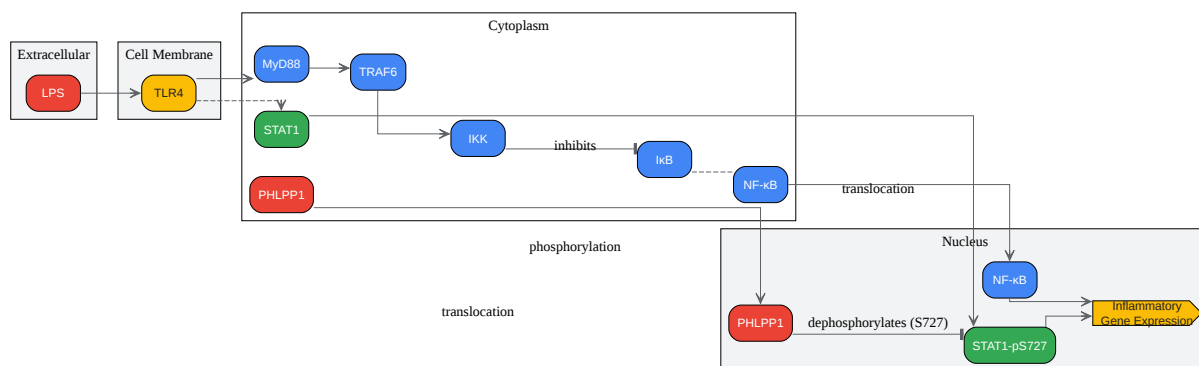 Cytoplasm
Extracellular
Cell Membrane
MyD88
TRAF6
LPS
TLR4
STAT1
IKK
inhibits
IκB
NF-κB
translocation
PHLPP1
phosphorylation
Nucleus
NF-κB
translocation
PHLPP1
dephosphorylates (S727)
STAT1-pS727
Inflammatory
Gene Expression